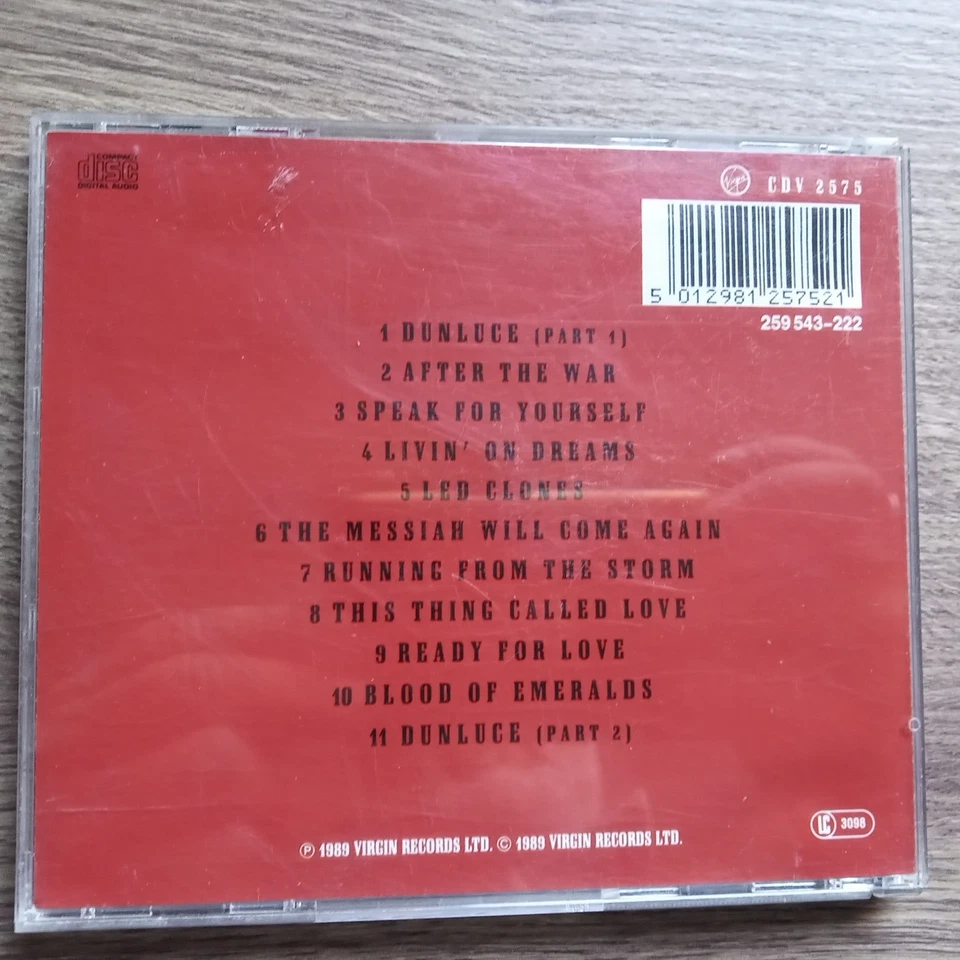 COMPACT
disc
DIGITAL AUDIO
Virgin CDV 2575
5 012981 257521
259 543-222
1 DUNLUCE (PART 1)
2 AFTER THE WAR
3 SPEAK FOR YOURSELF
4 LIVIN' ON DREAMS
5 LED CLONES
6 THE MESSIAH WILL COME AGAIN
7 RUNNING FROM THE STORM
8 THIS THING CALLED LOVE
9 READY FOR LOVE
10 BLOOD OF EMERALDS
11 DUNLUCE (PART 2)
LC 3098
℗ 1989 VIRGIN RECORDS LTD. © 1989 VIRGIN RECORDS LTD.